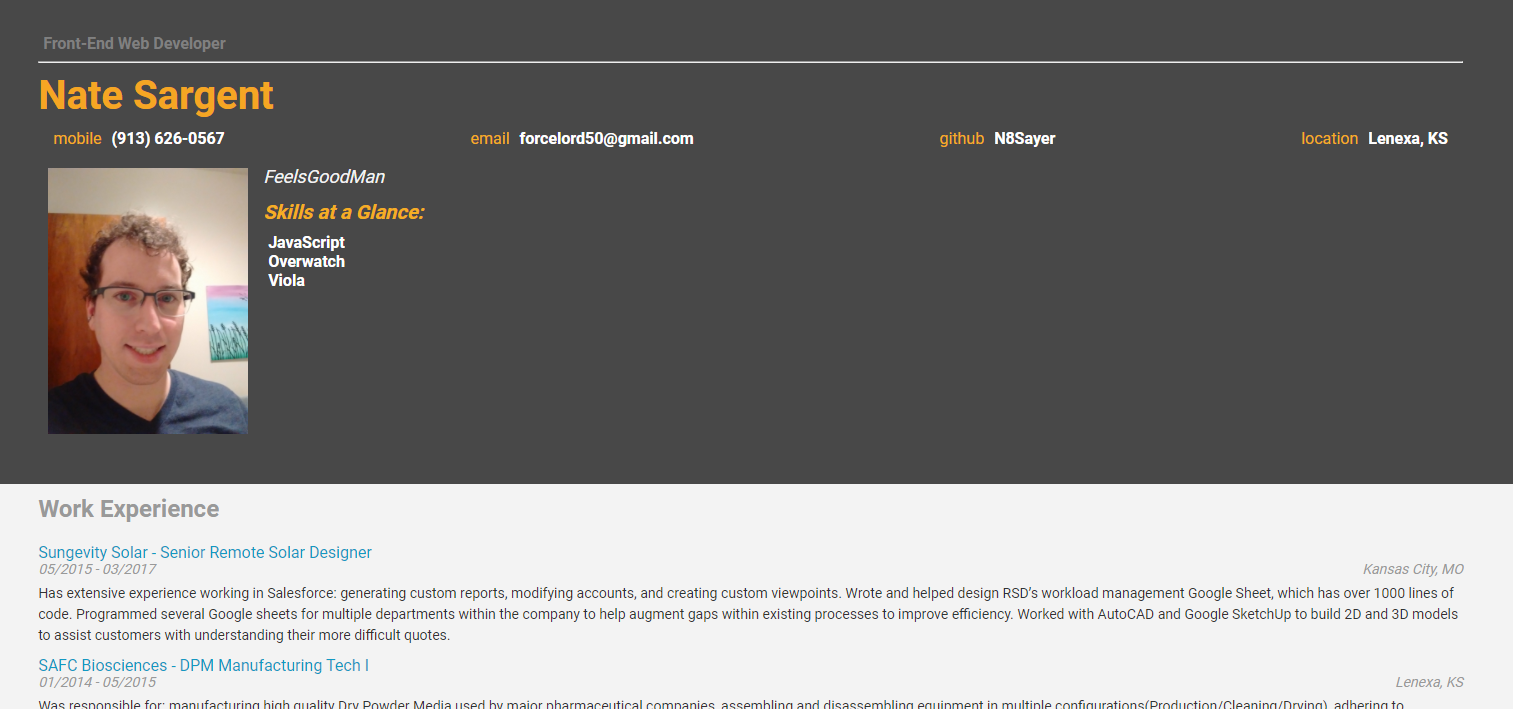 Front-End Web Developer
Nate Sargent
mobile (913) 626-0567 email forcelord50@gmail.com github N8Sayer location Lenexa, KS
FeelsGoodMan
Skills at a Glance:
JavaScript
Overwatch
Viola
Work Experience
Sungevity Solar - Senior Remote Solar Designer
05/2015 - 03/2017 Kansas City, MO
Has extensive experience working in Salesforce: generating custom reports, modifying accounts, and creating custom viewpoints. Wrote and helped design RSD's workload management Google Sheet, which has over 1000 lines of
code. Programmed several Google sheets for multiple departments within the company to help augment gaps within existing processes to improve efficiency. Worked with AutoCAD and Google SketchUp to build 2D and 3D models
to assist customers with understanding their more difficult quotes.
SAFC Biosciences - DPM Manufacturing Tech I
01/2014 - 05/2015 Lenexa, KS
Was responsible for: manufacturing high quality Dry Powder Media used by major pharmaceutical companies, assembling and disassembling equipment in multiple configurations(Production/Cleaning/Drying), adhering to